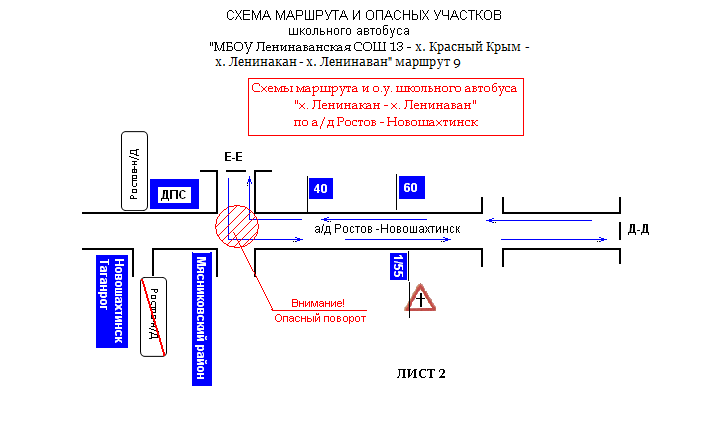 СХЕМА МАРШРУТА И ОПАСНЫХ УЧАСТКОВ
школьного автобуса
"МБОУ Ленинаванская СОШ 13 - х. Красный Крым -
х. Ленинакан - х. Ленинаван" маршрут 9
Схемы маршрута и о.у. школьного автобуса
"х. Ленинакан - х. Ленинаван"
по а/д Ростов - Новошахтинск
Ростов-н/Д
Е-Е
ДПС
40
60
а/д Ростов -Новошахтинск
Д-Д
Новошахтинск
Таганрог
Ростов-н/Д
Мясниковский район
1/55
Внимание!
Опасный поворот
ЛИСТ 2